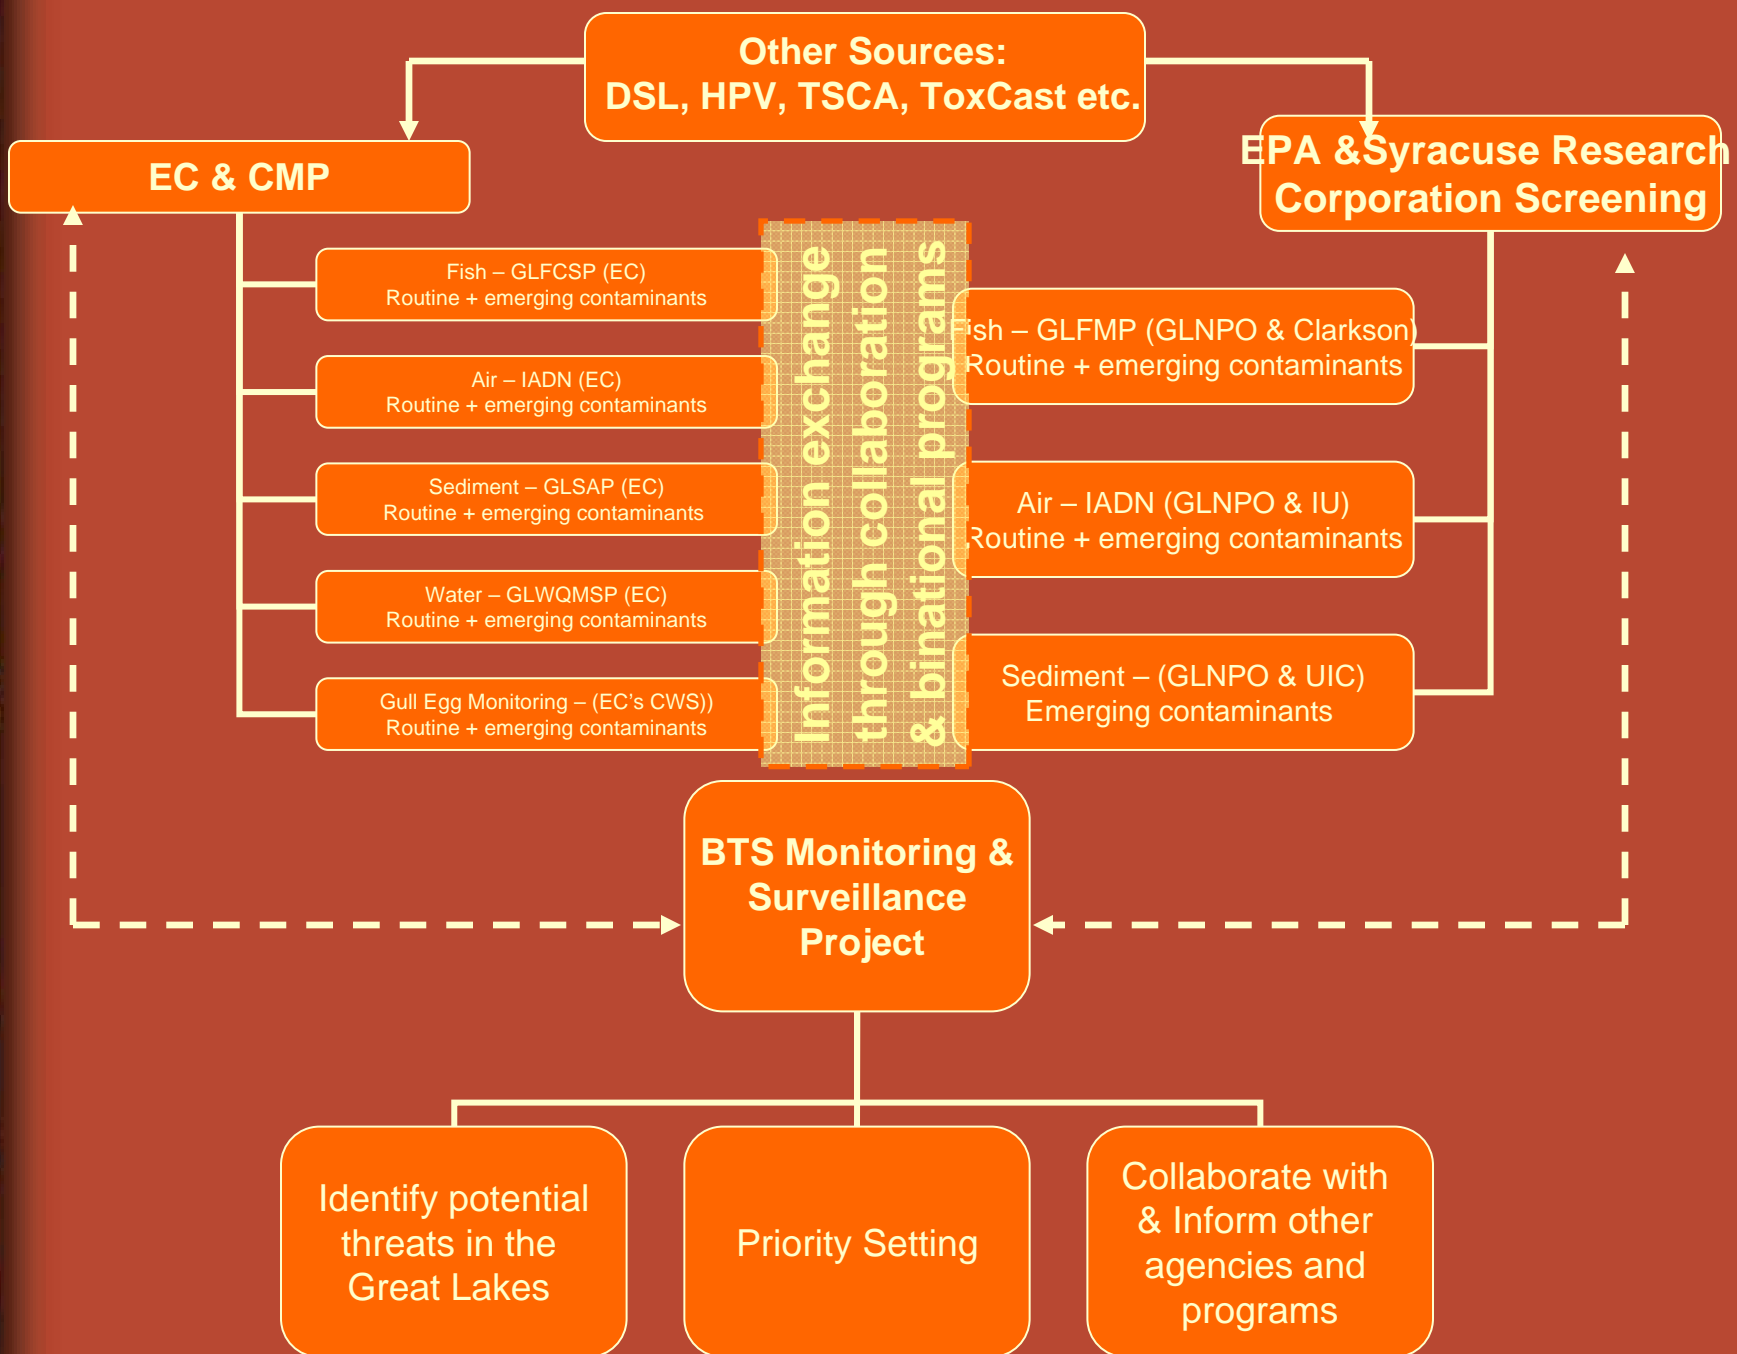 Other Sources:
DSL, HPV, TSCA, ToxCast etc.
EC & CMP
EPA &Syracuse Research
Corporation Screening
Fish – GLFCSP (EC)
Routine + emerging contaminants
Air – IADN (EC)
Routine + emerging contaminants
Sediment – GLSAP (EC)
Routine + emerging contaminants
Water – GLWQMSP (EC)
Routine + emerging contaminants
Gull Egg Monitoring – (EC's CWS))
Routine + emerging contaminants
Information exchange
through collaboration
& binational programs
Fish – GLFMP (GLNPO & Clarkson)
Routine + emerging contaminants
Air – IADN (GLNPO & IU)
Routine + emerging contaminants
Sediment – (GLNPO & UIC)
Emerging contaminants
BTS Monitoring &
Surveillance
Project
Identify potential
threats in the
Great Lakes
Priority Setting
Collaborate with
& Inform other
agencies and
programs